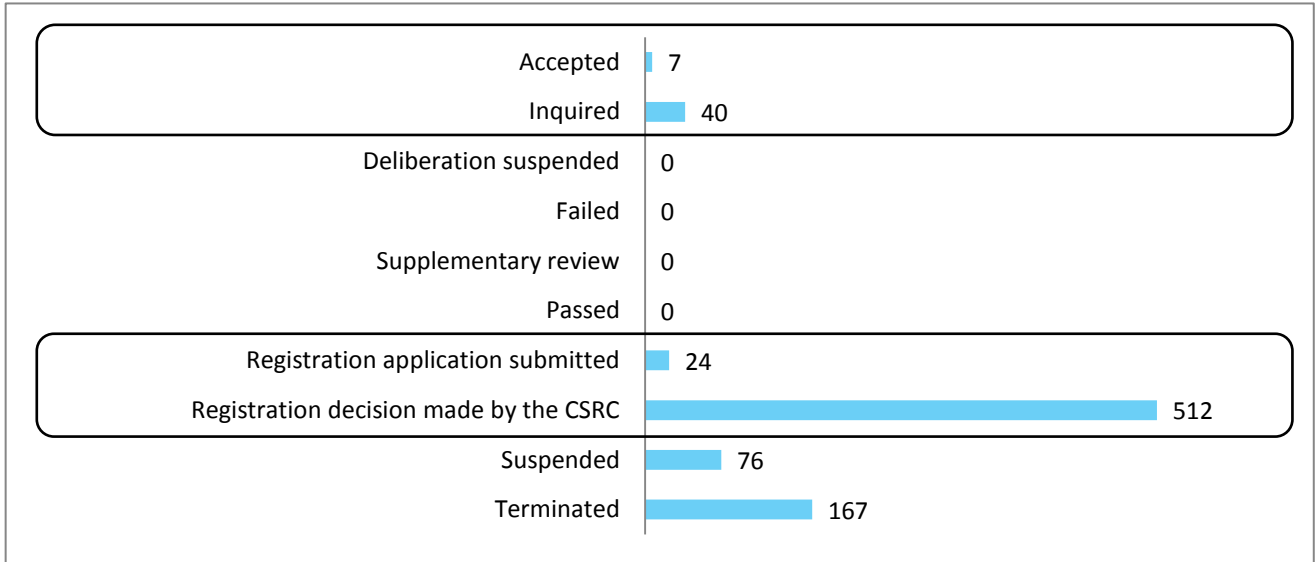 Accepted 7
Inquired 40
Deliberation suspended 0
Failed 0
Supplementary review 0
Passed 0
Registration application submitted 24
Registration decision made by the CSRC 512
Suspended 76
Terminated 167